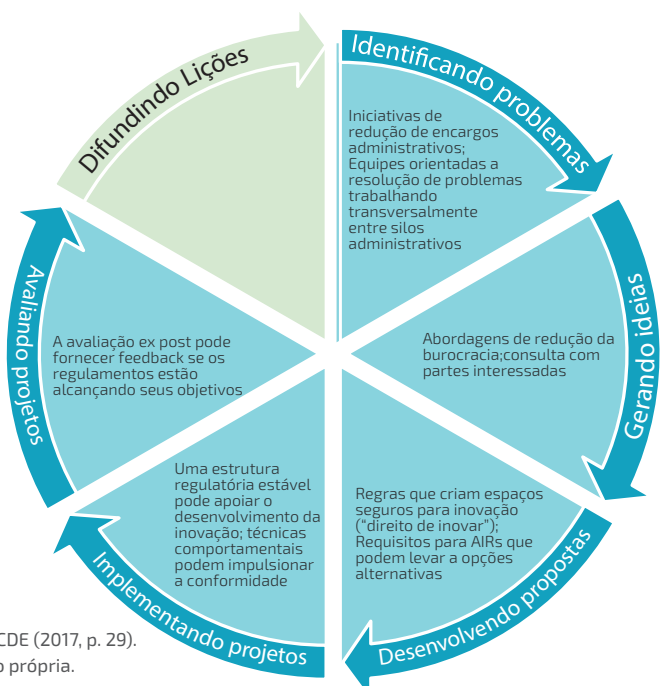 Identificando problemas
Iniciativas de
redução de encargos
administrativos;
Equipes orientadas a
resolução de problemas
trabalhando
transversalmente
entre silos
administrativos
Gerando ideias
Abordagens de redução da
burocracia;consulta com
partes interessadas
Desenvolvendo propostas
Regras que criam espaços
seguros para inovação
(“direito de inovar”);
Requisitos para AIRs que
podem levar a opções
alternativas
Implementando projetos
Uma estrutura
regulatória estável
pode apoiar o
desenvolvimento da
inovação; técnicas
comportamentais
podem impulsionar
a conformidade
Avaliando projetos
A avaliação ex post pode
fornecer feedback se os
regulamentos estão
alcançando seus objetivos
Difundindo Lições
CDE (2017, p. 29).
o própria.